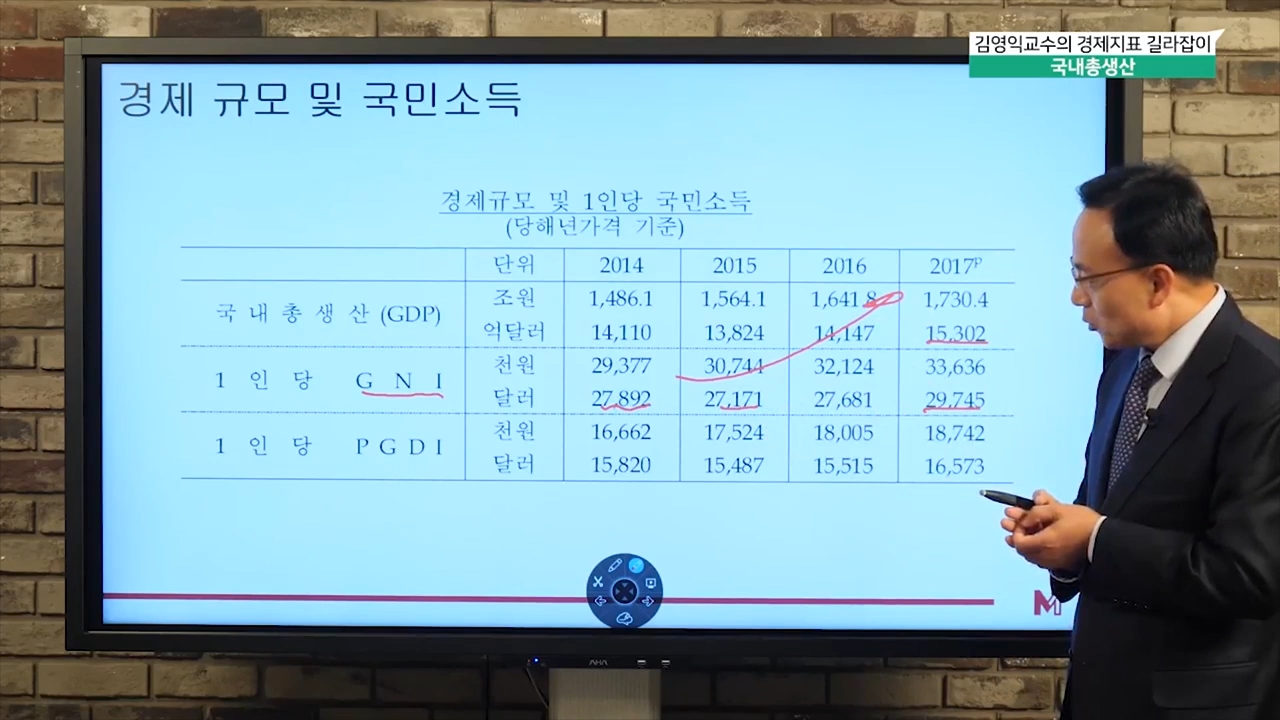 김영익교수의 경제지표 길라잡이
국내총생산
경제 규모 및 국민소득
경제규모 및 1인당 국민소득
(당해년가격 기준)
단위 2014 2015 2016 2017p
국내총생산(GDP) 조원 1,486.1 1,564.1 1,641.8 1,730.4
억달러 14,110 13,824 14,147 15,302
1인당 GNI 천원 29,377 30,744 32,124 33,636
달러 27,892 27,171 27,681 29,745
1인당 PGDI 천원 16,662 17,524 18,005 18,742
달러 15,820 15,487 15,515 16,573
AHA